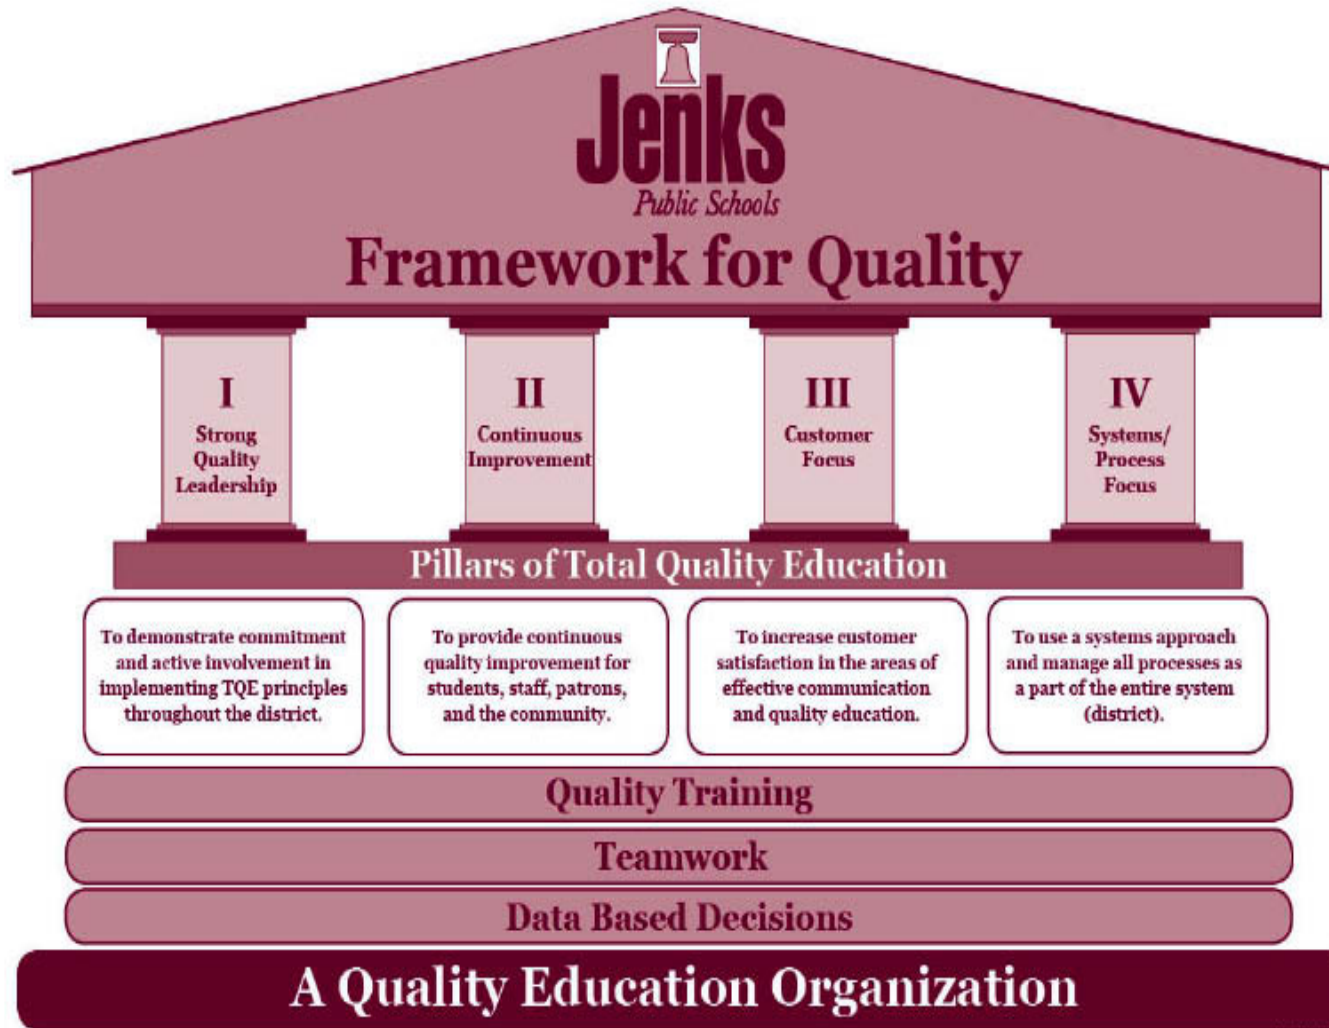 Jenks
Public Schools
Framework for Quality
I
Strong
Quality
Leadership
II
Continuous
Improvement
III
Customer
Focus
IV
Systems/
Process
Focus
Pillars of Total Quality Education
To demonstrate commitment
and active involvement in
implementing TQE principles
throughout the district.
To provide continuous
quality improvement for
students, staff, patrons,
and the community.
To increase customer
satisfaction in the areas of
effective communication
and quality education.
To use a systems approach
and manage all processes as
a part of the entire system
(district).
Quality Training
Teamwork
Data Based Decisions
A Quality Education Organization